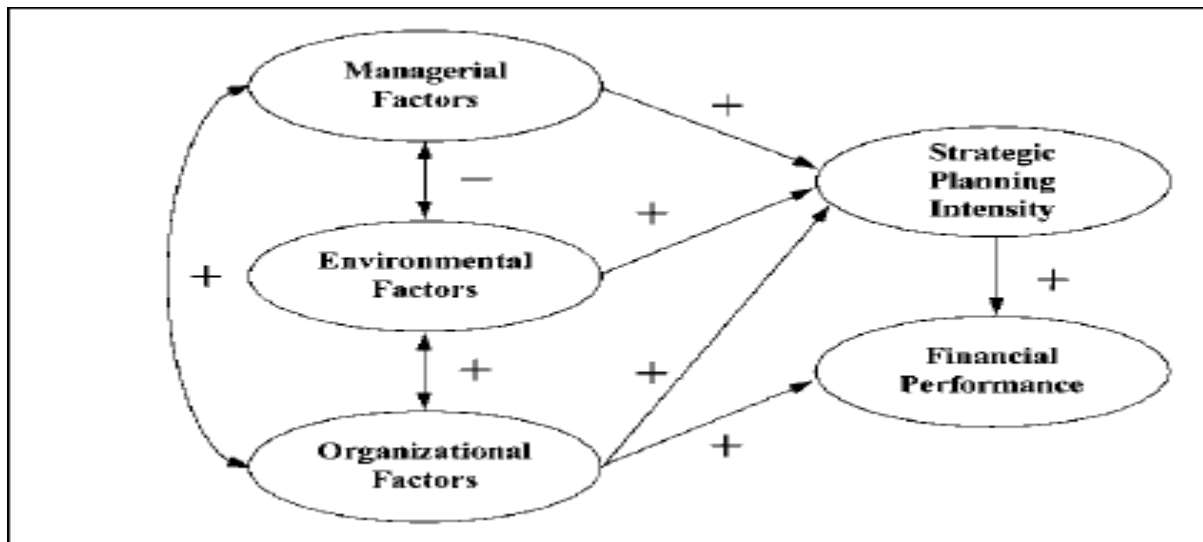 Managerial
Factors
+
Strategic
Planning
Intensity
−
+
Environmental
Factors
+
+
Financial
Performance
+
+
+
Organizational
Factors